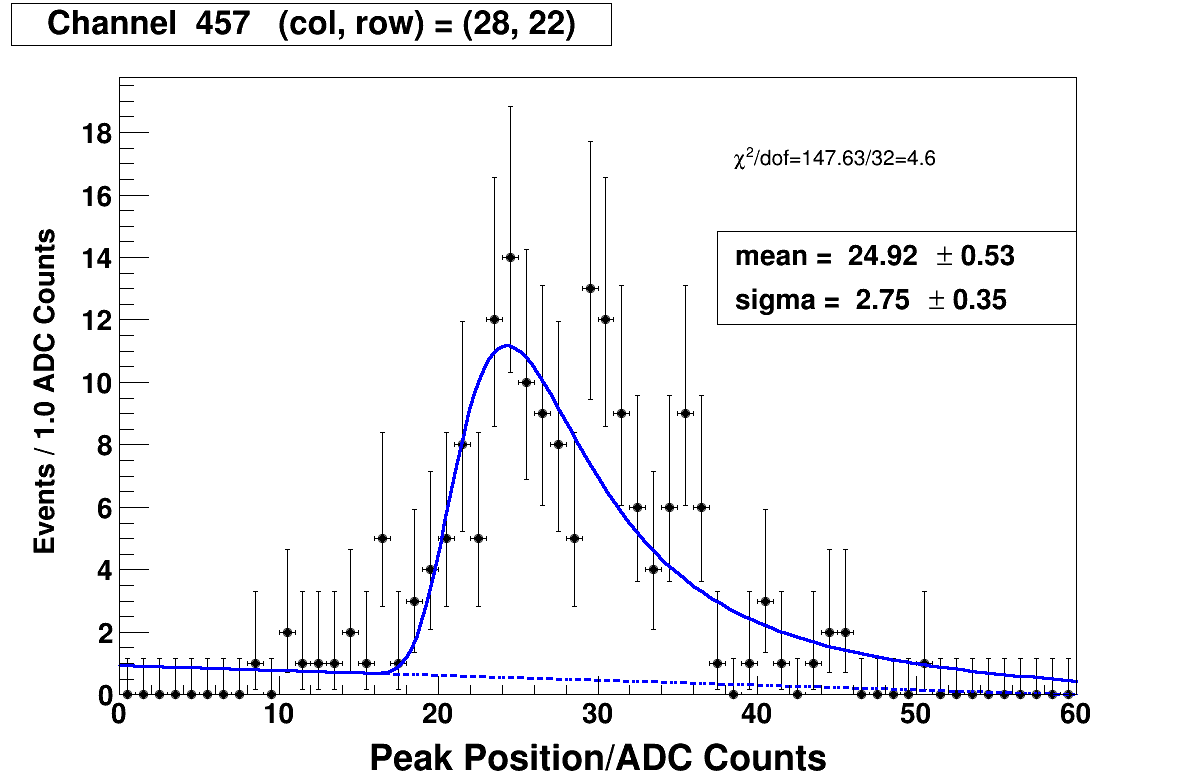 Channel 457 (col, row) = (28, 22)
18
16
14
12
10
8
6
4
2
0
Events / 1.0 ADC Counts
χ²/dof=147.63/32=4.6
mean = 24.92 ± 0.53
sigma = 2.75 ± 0.35
0 10 20 30 40 50 60
Peak Position/ADC Counts